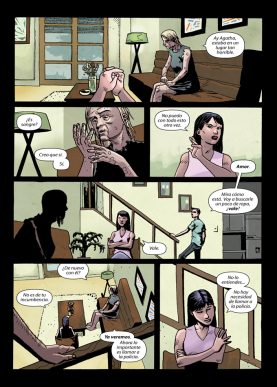 Ay Agatha,
estaba en un
lugar tan
horrible.
¿Es
sangre?
Creo que sí.
Sí.
No puedo
con todo esto
otra vez.
Amor.
Mira cómo
está. Voy a buscarle
un poco de ropa,
¿vale?
Vale.
¿De nuevo
con él?
No es de tu
incumbencia.
Ya veremos.
Ahora lo
importante es
llamar a
la policía.
No lo
entiendes...
No hay
necesidad
de llamar a
la policía.